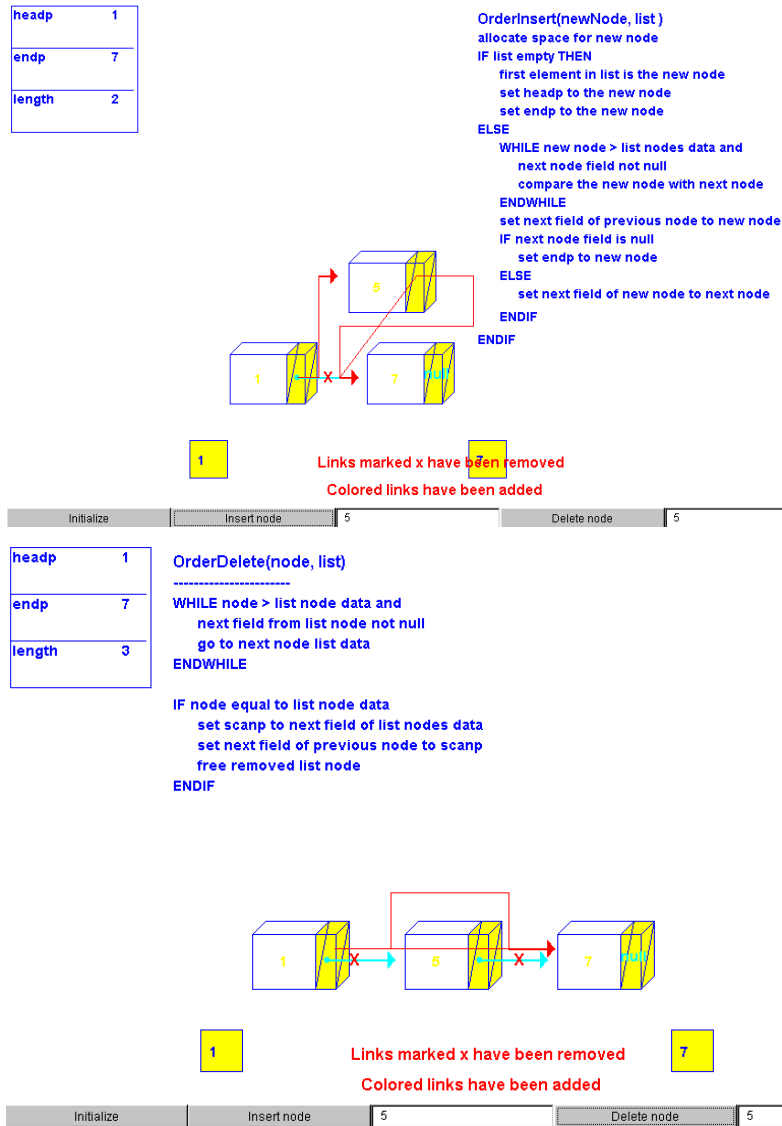 headp 1
endp 7
length 2
OrderInsert(newNode, list )
allocate space for new node
IF list empty THEN
first element in list is the new node
set headp to the new node
set endp to the new node
ELSE
WHILE new node > list nodes data and
next node field not null
compare the new node with next node
ENDWHILE
set next field of previous node to new node
IF next node field is null
set endp to new node
ELSE
set next field of new node to next node
ENDIF
ENDIF
5
1 X 7 null
1 7
Links marked x have been removed
Colored links have been added
Initialize Insert node 5 Delete node 5
headp 1
endp 7
length 3
OrderDelete(node, list)
-----------------------
WHILE node > list node data and
next field from list node not null
go to next node list data
ENDWHILE
IF node equal to list node data
set scanp to next field of list nodes data
set next field of previous node to scanp
free removed list node
ENDIF
1 X 5 X 7 null
1 7
Links marked x have been removed
Colored links have been added
Initialize Insert node 5 Delete node 5